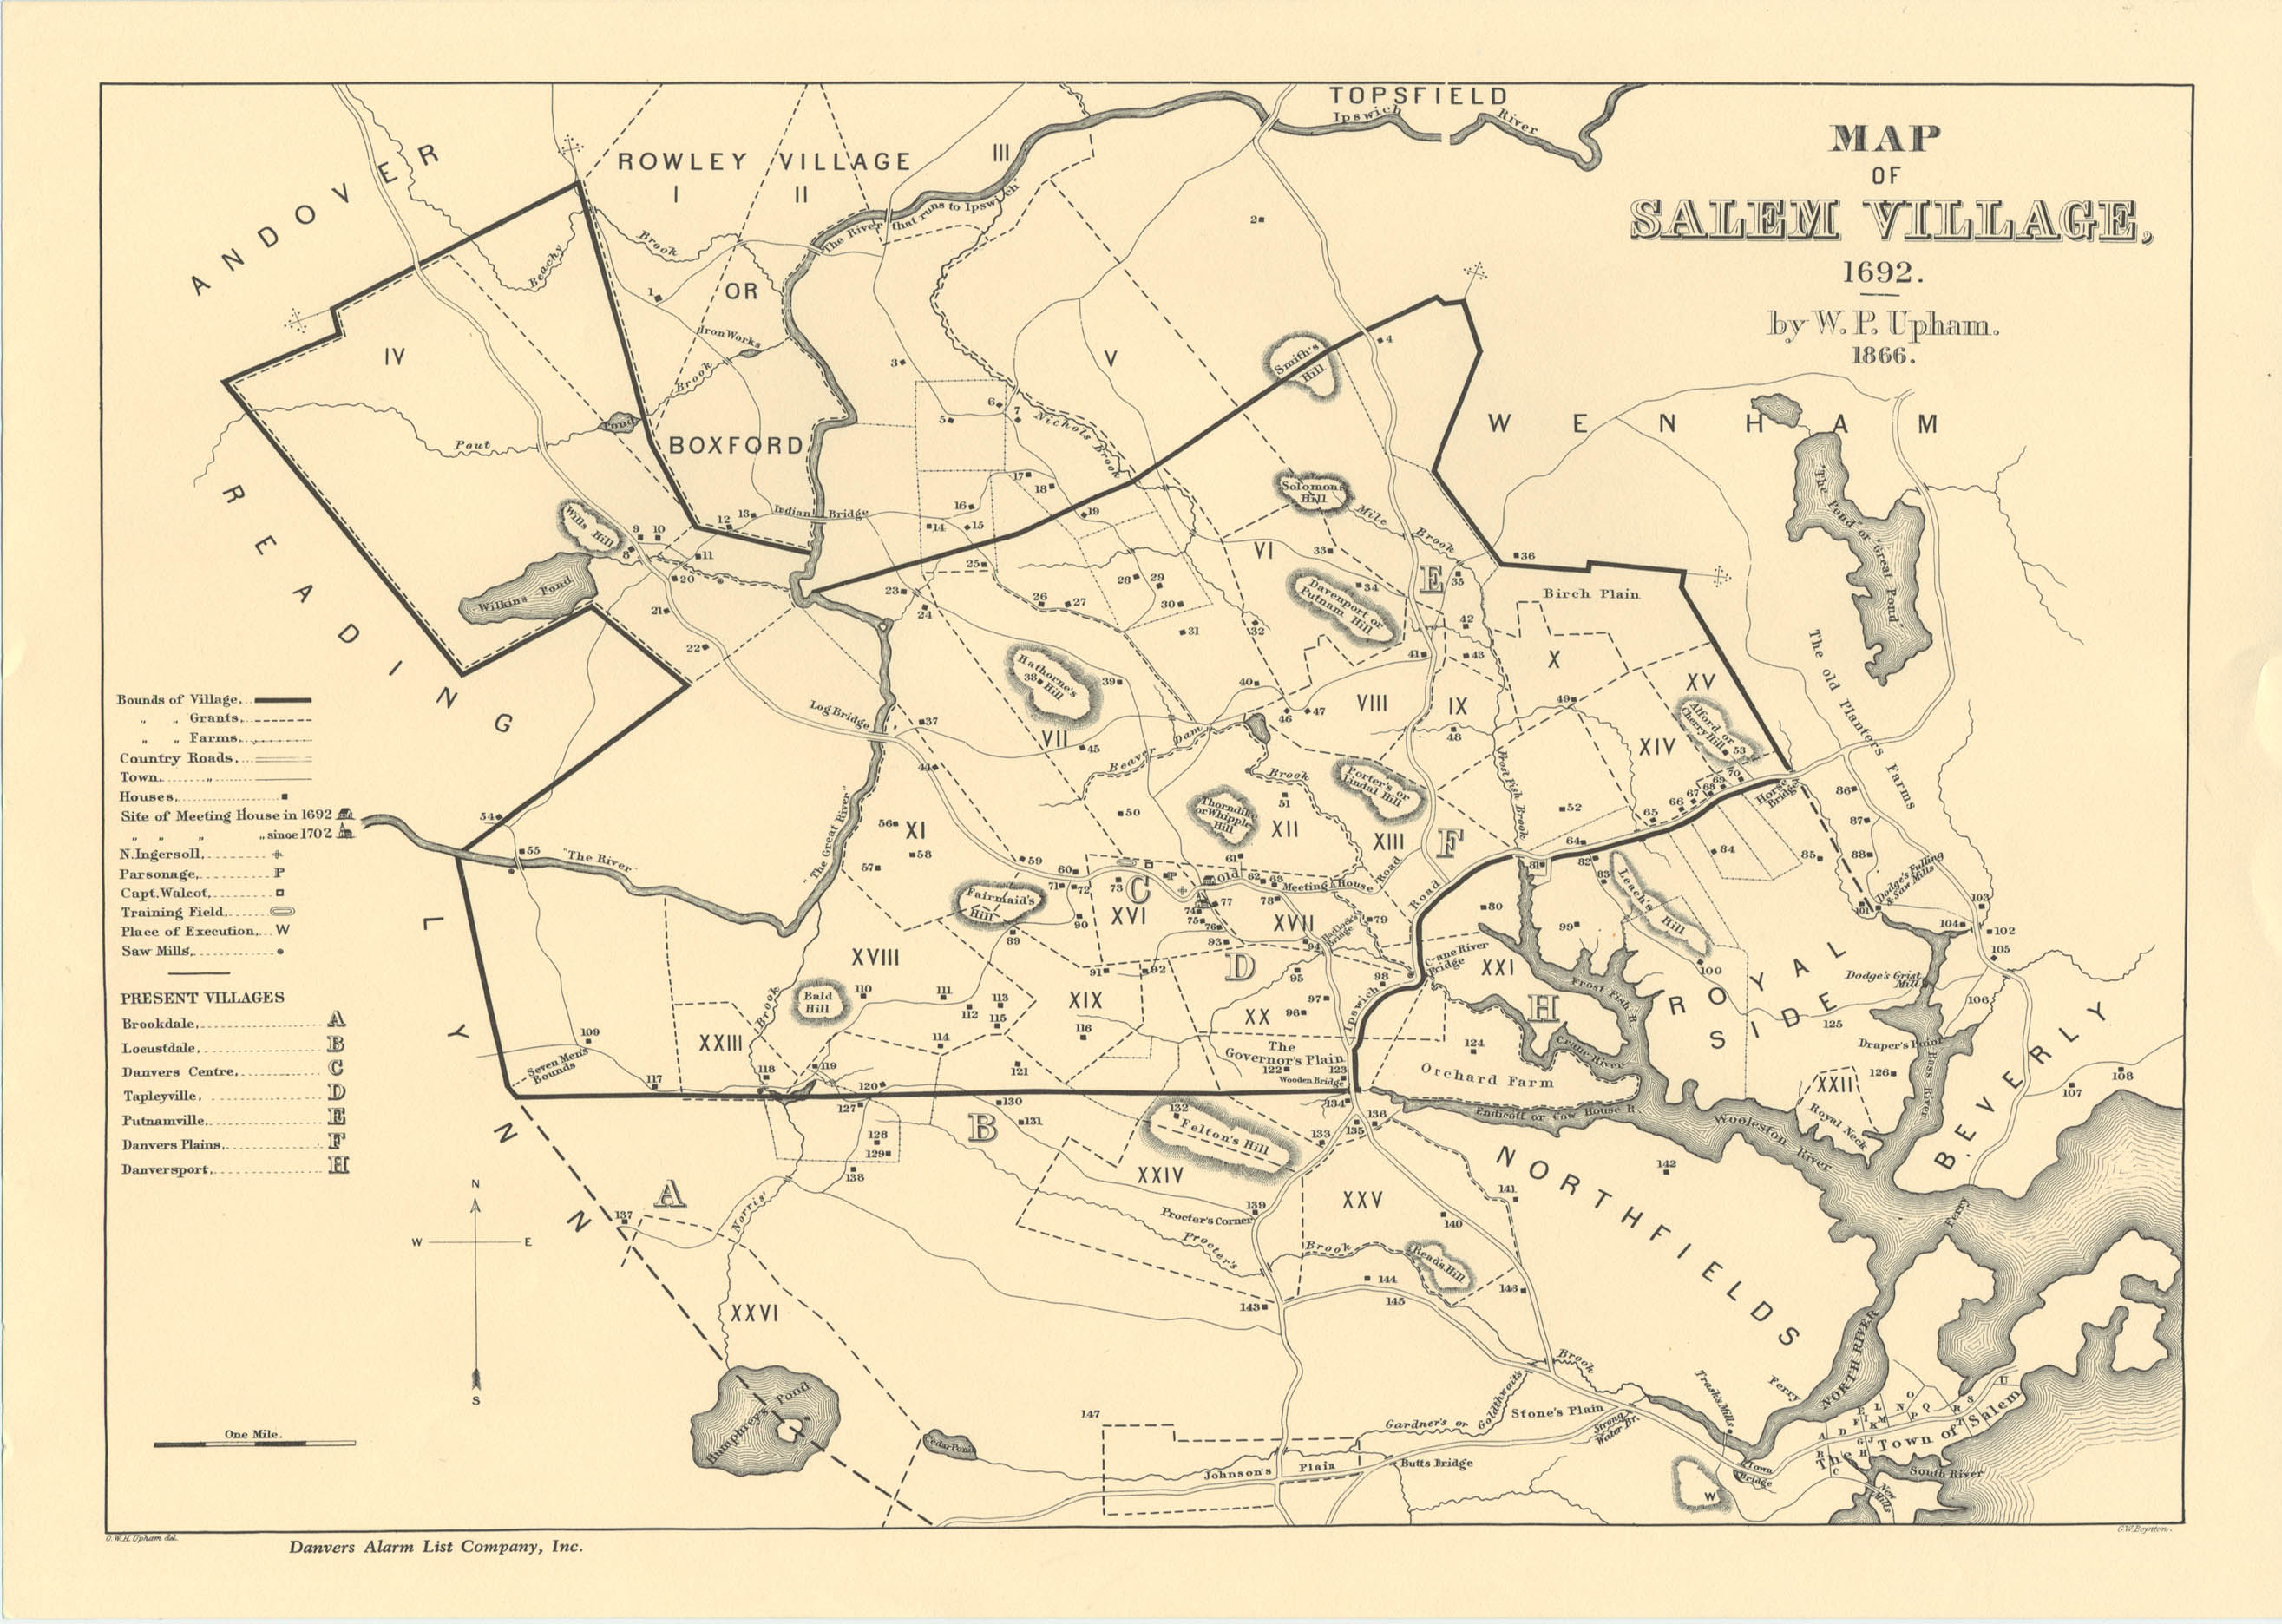 MAP
OF
SALEM VILLAGE,
1692.
by W. P. Upham.
1866.
TOPSFIELD
Ipswich River
ANDOVER
ROWLEY VILLAGE
I
II
III
OR
BOXFORD
Beachy Brook
The River that runs to Ipswich
1
2
Iron Works
Brook
IV
3
V
4
Smith's Hill
Pout
Pond
5
6
7
Nichols Brook
WENHAM
"The Pond" or "Great Pond"
READING
Wills Hill
8
9
10
11
12
13
Indian Bridge
14
15
16
17
18
19
Solomons Hill
Mile Brook
VI
33
36
E
35
Birch Plain
Wilkins Pond
20
21
22
23
24
25
26
27
28
29
30
31
32
Davenport or Putnam Hill
34
41
42
43
X
The old Planters Farms
Hathorne's Hill
38
39
40
46
47
VIII
IX
48
49
XV
Alford or Cherry Hill
53
XIV
Log Bridge
37
44
VII
45
Beaver Dam
Brook
Porter's or Lindal Hill
Frost Fish Brook
Bounds of Village,
„ „ Grants,
„ „ Farms.
Country Roads,
Town „
Houses,
Site of Meeting House in 1692
„ „ „ „ since 1702
N. Ingersoll,
Parsonage, P
Capt. Walcot,
Training Field,
Place of Execution, W
Saw Mills,
PRESENT VILLAGES
Brookdale, A
Locustdale, B
Danvers Centre, C
Tapleyville, D
Putnamville, E
Danvers Plains, F
Danversport, H
54
55
"The River"
"The Great River"
50
51
Thorndike or Whipple Hill
XII
XIII
F
52
56
XI
57
58
59
60
61
62
63
64
65
66
67
68
69
70
Horse Bridge
71
72
73
C
P
Old Meeting House Road
74
75
76
77
78
79
80
81
82
83
84
85
86
87
88
Dodge's Fulling & Saw Mills
Fairmaid's Hill
89
90
XVI
XVII
Hadlock's Bridge
Leach's Hill
91
92
93
94
95
96
97
98
99
100
101
102
103
104
105
106
107
108
D
Crane River Bridge
Ipswich Road
XXI
H
Frost Fish R.
Crane River
ROYAL SIDE
Dodge's Grist Mill
Draper's Point
Bass River
BEVERLY
XVIII
Bald Hill
Brook
XIX
XX
The Governor's Plain
Wooden Bridge
Orchard Farm
XXIII
Seven Men's Bounds
109
110
111
112
113
114
115
116
117
118
119
120
121
122
123
124
125
126
XXII
Royal Neck
LYNN
127
128
129
130
131
B
132
Felton's Hill
133
134
135
136
Endicott or Cow House R.
Wooleston River
NORTHFIELDS
A
137
138
Norris'
XXIV
Procter's Corner
139
XXV
140
141
142
Procter's Brook
Read's Hill
Ferry
N
W E
S
XXVI
143
144
145
146
Humphrey's Pond
Cedar Pond
147
Johnson's Plain
Gardner's or Goldthwait's Brook
Stone's Plain
Strong Water Br.
Butts Bridge
Trask's Mills
Ferry
NORTH RIVER
Town Bridge
The Town of Salem
South River
New Mills
W
One Mile.
O.W.H. Upham del.
G.W. Boynton.
Danvers Alarm List Company, Inc.